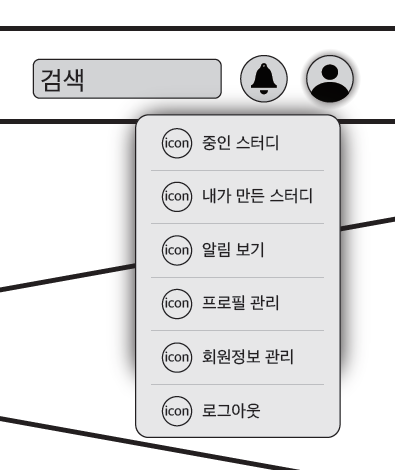 검색
icon 중인 스터디
icon 내가 만든 스터디
icon 알림 보기
icon 프로필 관리
icon 회원정보 관리
icon 로그아웃